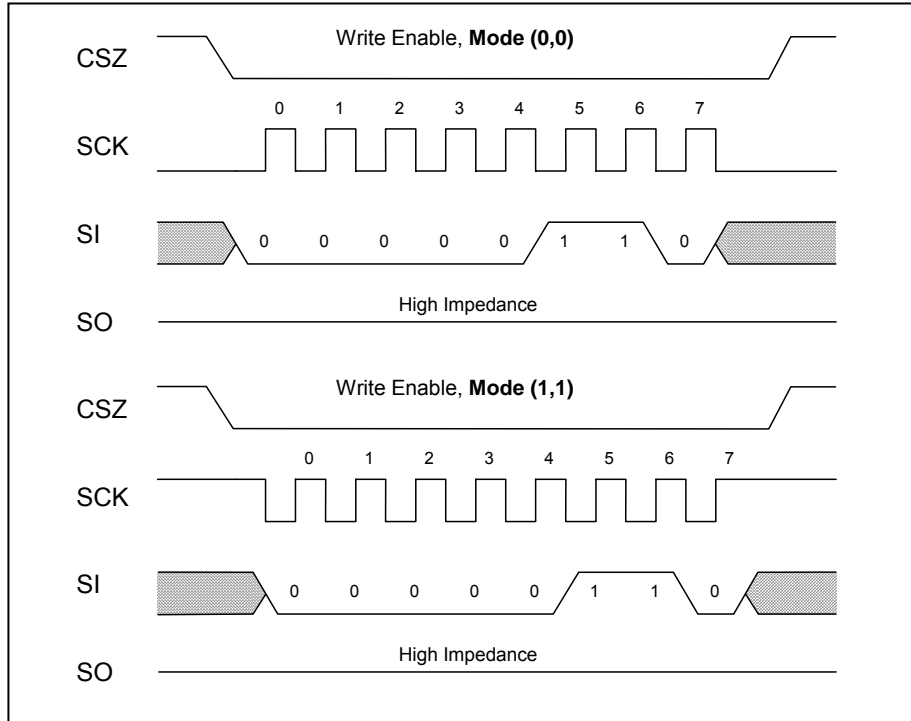 Write Enable, Mode (0,0)
CSZ
0 1 2 3 4 5 6 7
SCK
SI
0 0 0 0 0 1 1 0
High Impedance
SO
Write Enable, Mode (1,1)
CSZ
0 1 2 3 4 5 6 7
SCK
SI
0 0 0 0 0 1 1 0
High Impedance
SO